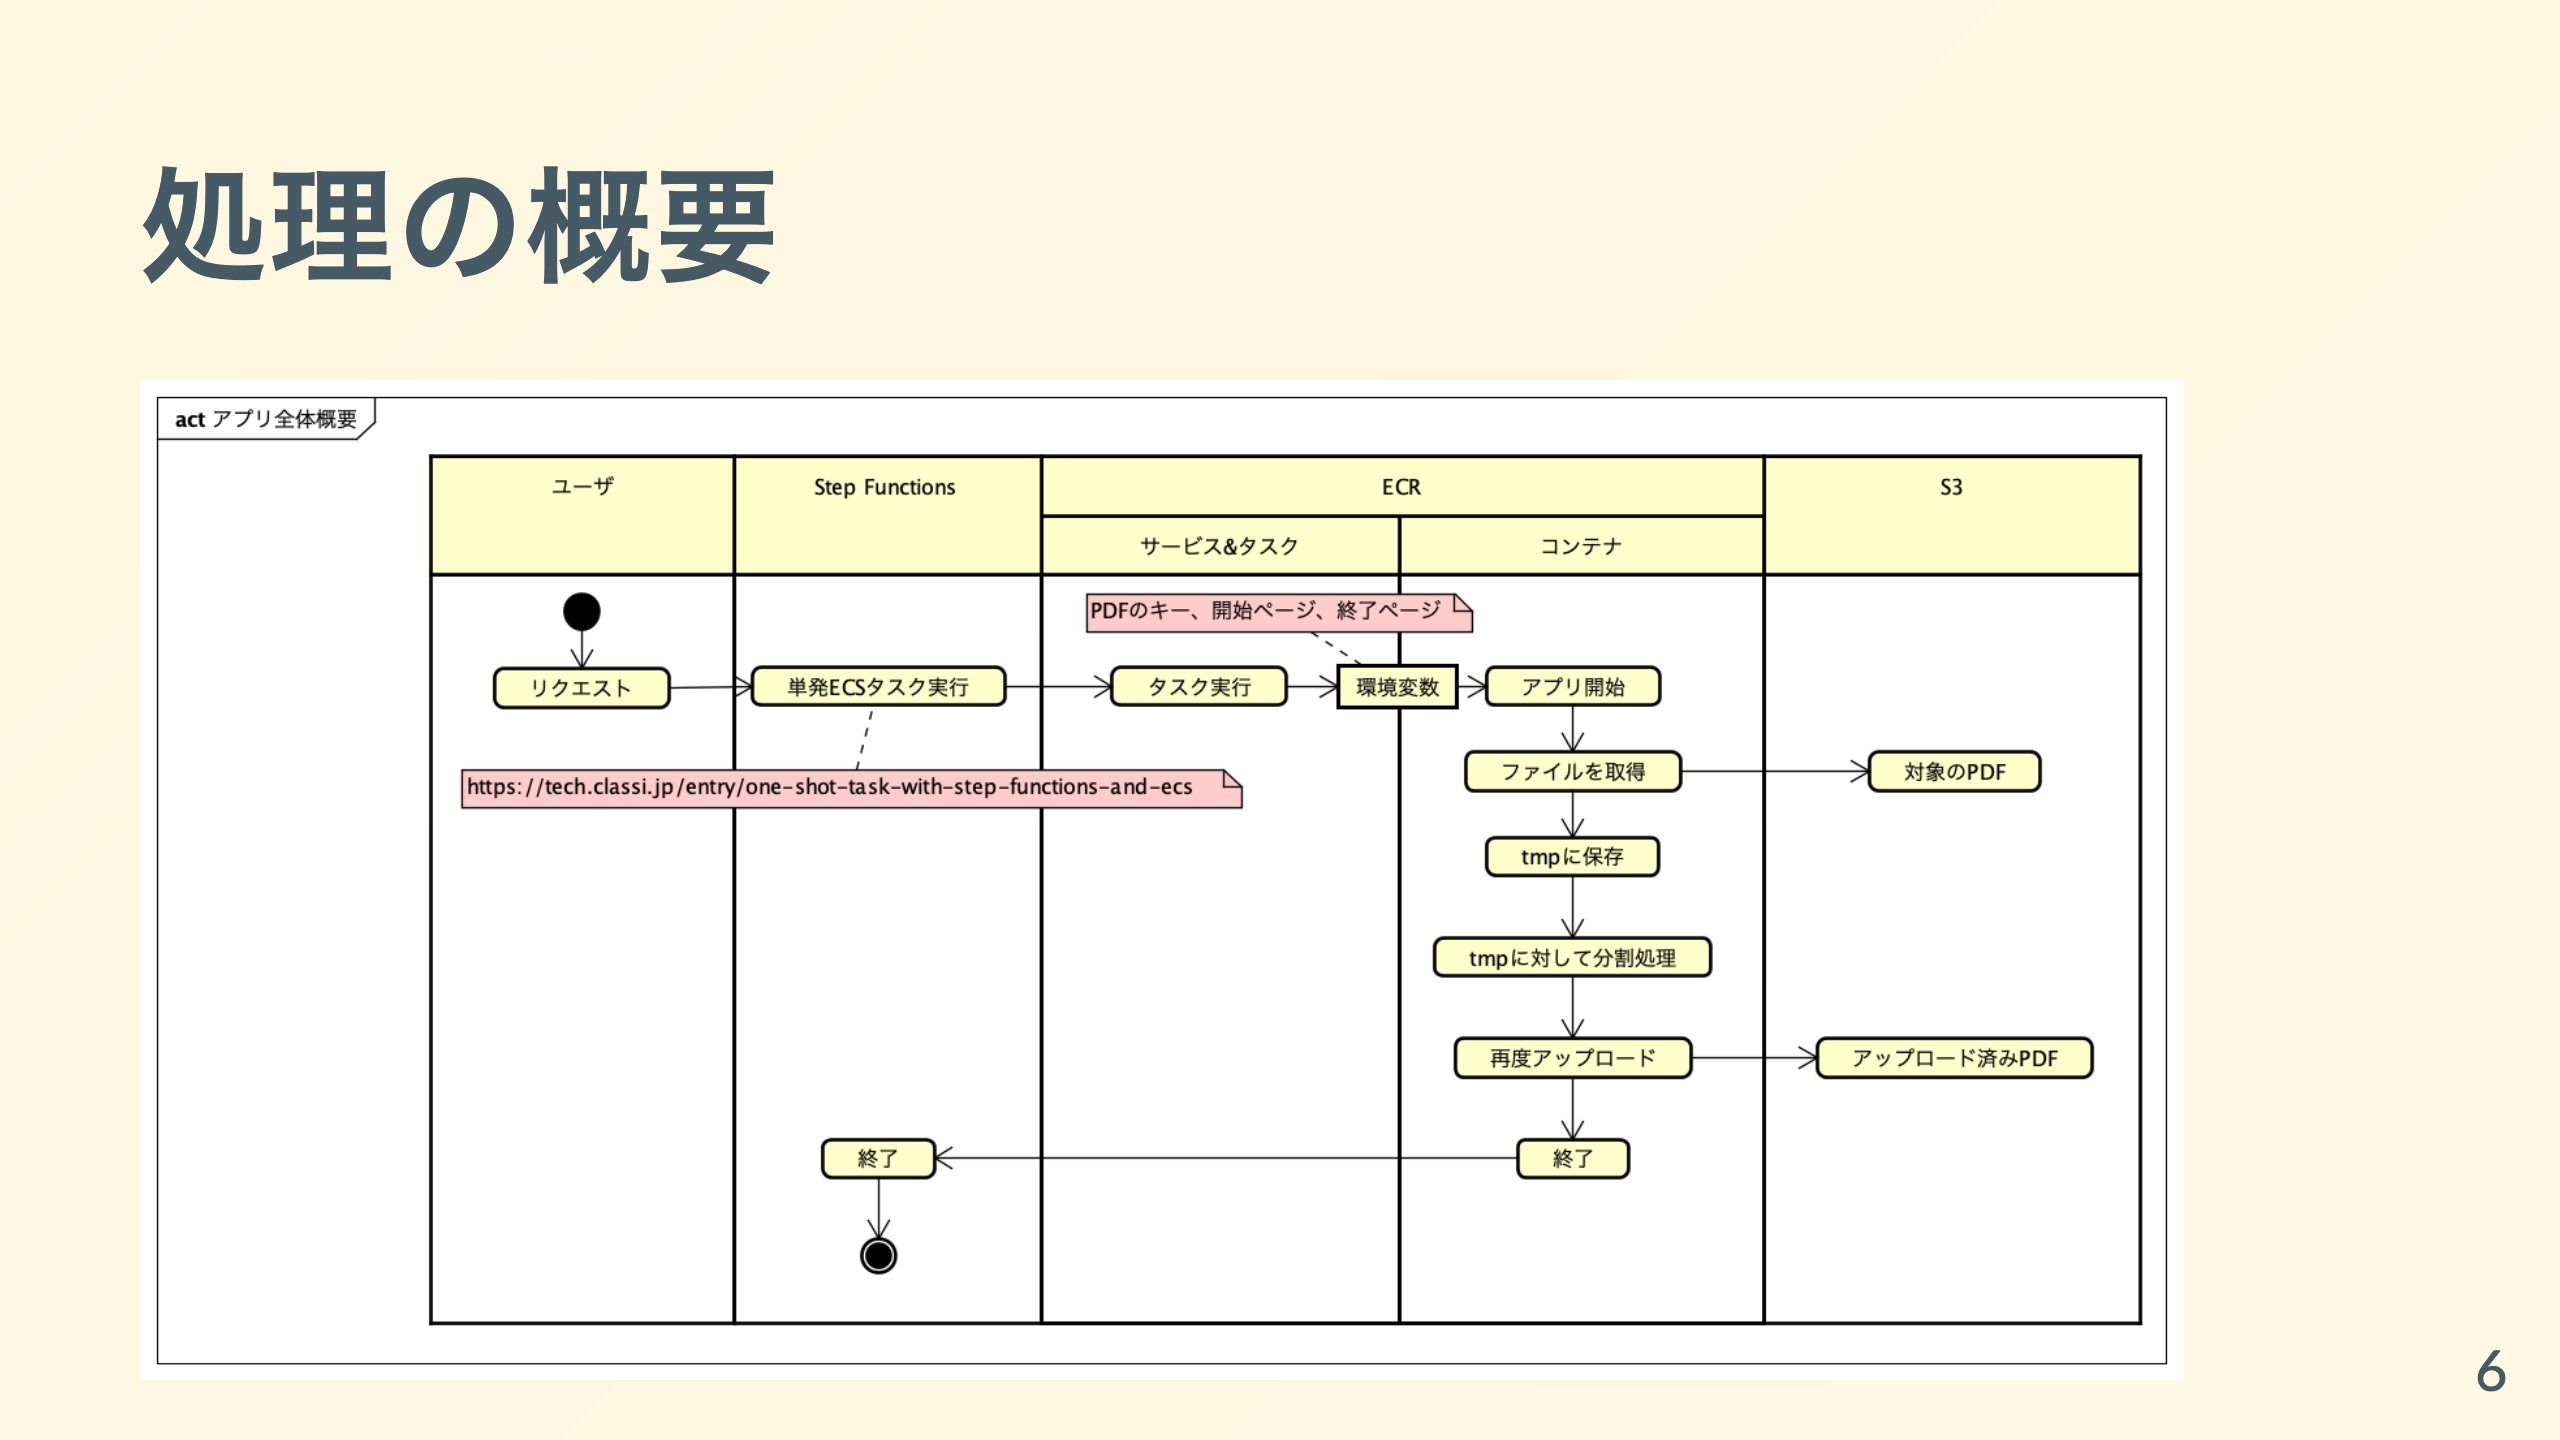 処理の概要
act アプリ全体概要
ユーザ
Step Functions
ECR
S3
サービス&タスク
コンテナ
PDFのキー、開始ページ、終了ページ
リクエスト
単発ECSタスク実行
タスク実行
環境変数
アプリ開始
https://tech.classi.jp/entry/one-shot-task-with-step-functions-and-ecs
ファイルを取得
対象のPDF
tmpに保存
tmpに対して分割処理
再度アップロード
アップロード済みPDF
終了
終了
6